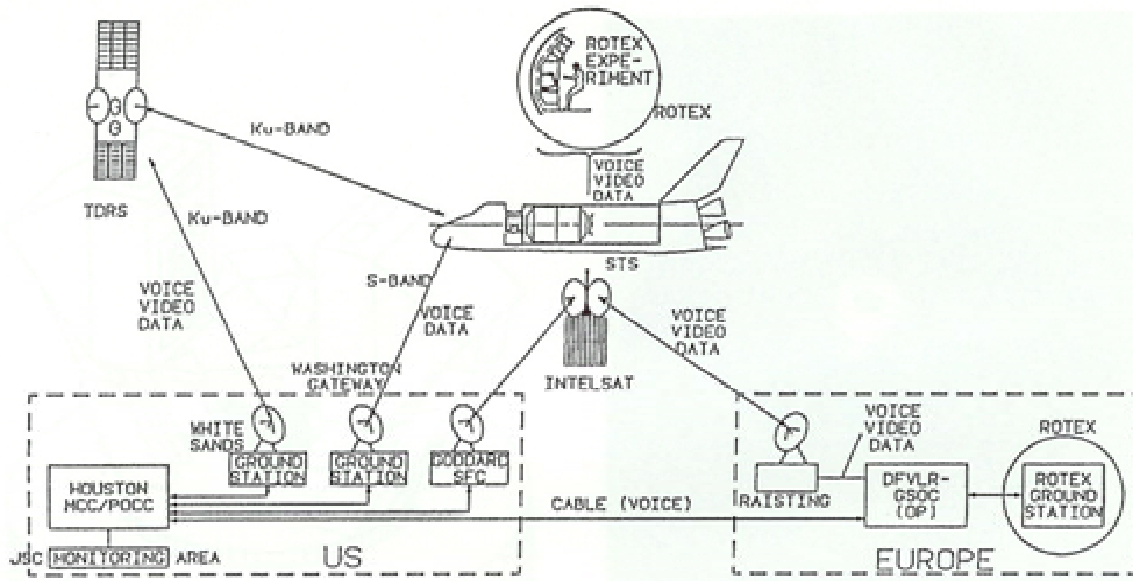 ROTEX
EXPE-
RIMENT
ROTEX
VOICE
VIDEO
DATA
Ku-BAND
TDRS
Ku-BAND
STS
S-BAND
VOICE
VIDEO
DATA
VOICE
DATA
VOICE
VIDEO
DATA
INTELSAT
WASHINGTON
GATEWAY
WHITE
SANDS
GROUND
STATION
GROUND
STATION
GODDARD
SFC
VOICE
VIDEO
DATA
ROTEX
HOUSTON
MCC/POCC
RAISTING
DFVLR-
GSOC
(OP)
ROTEX
GROUND
STATION
CABLE (VOICE)
JSC MONITORING AREA
US
EUROPE